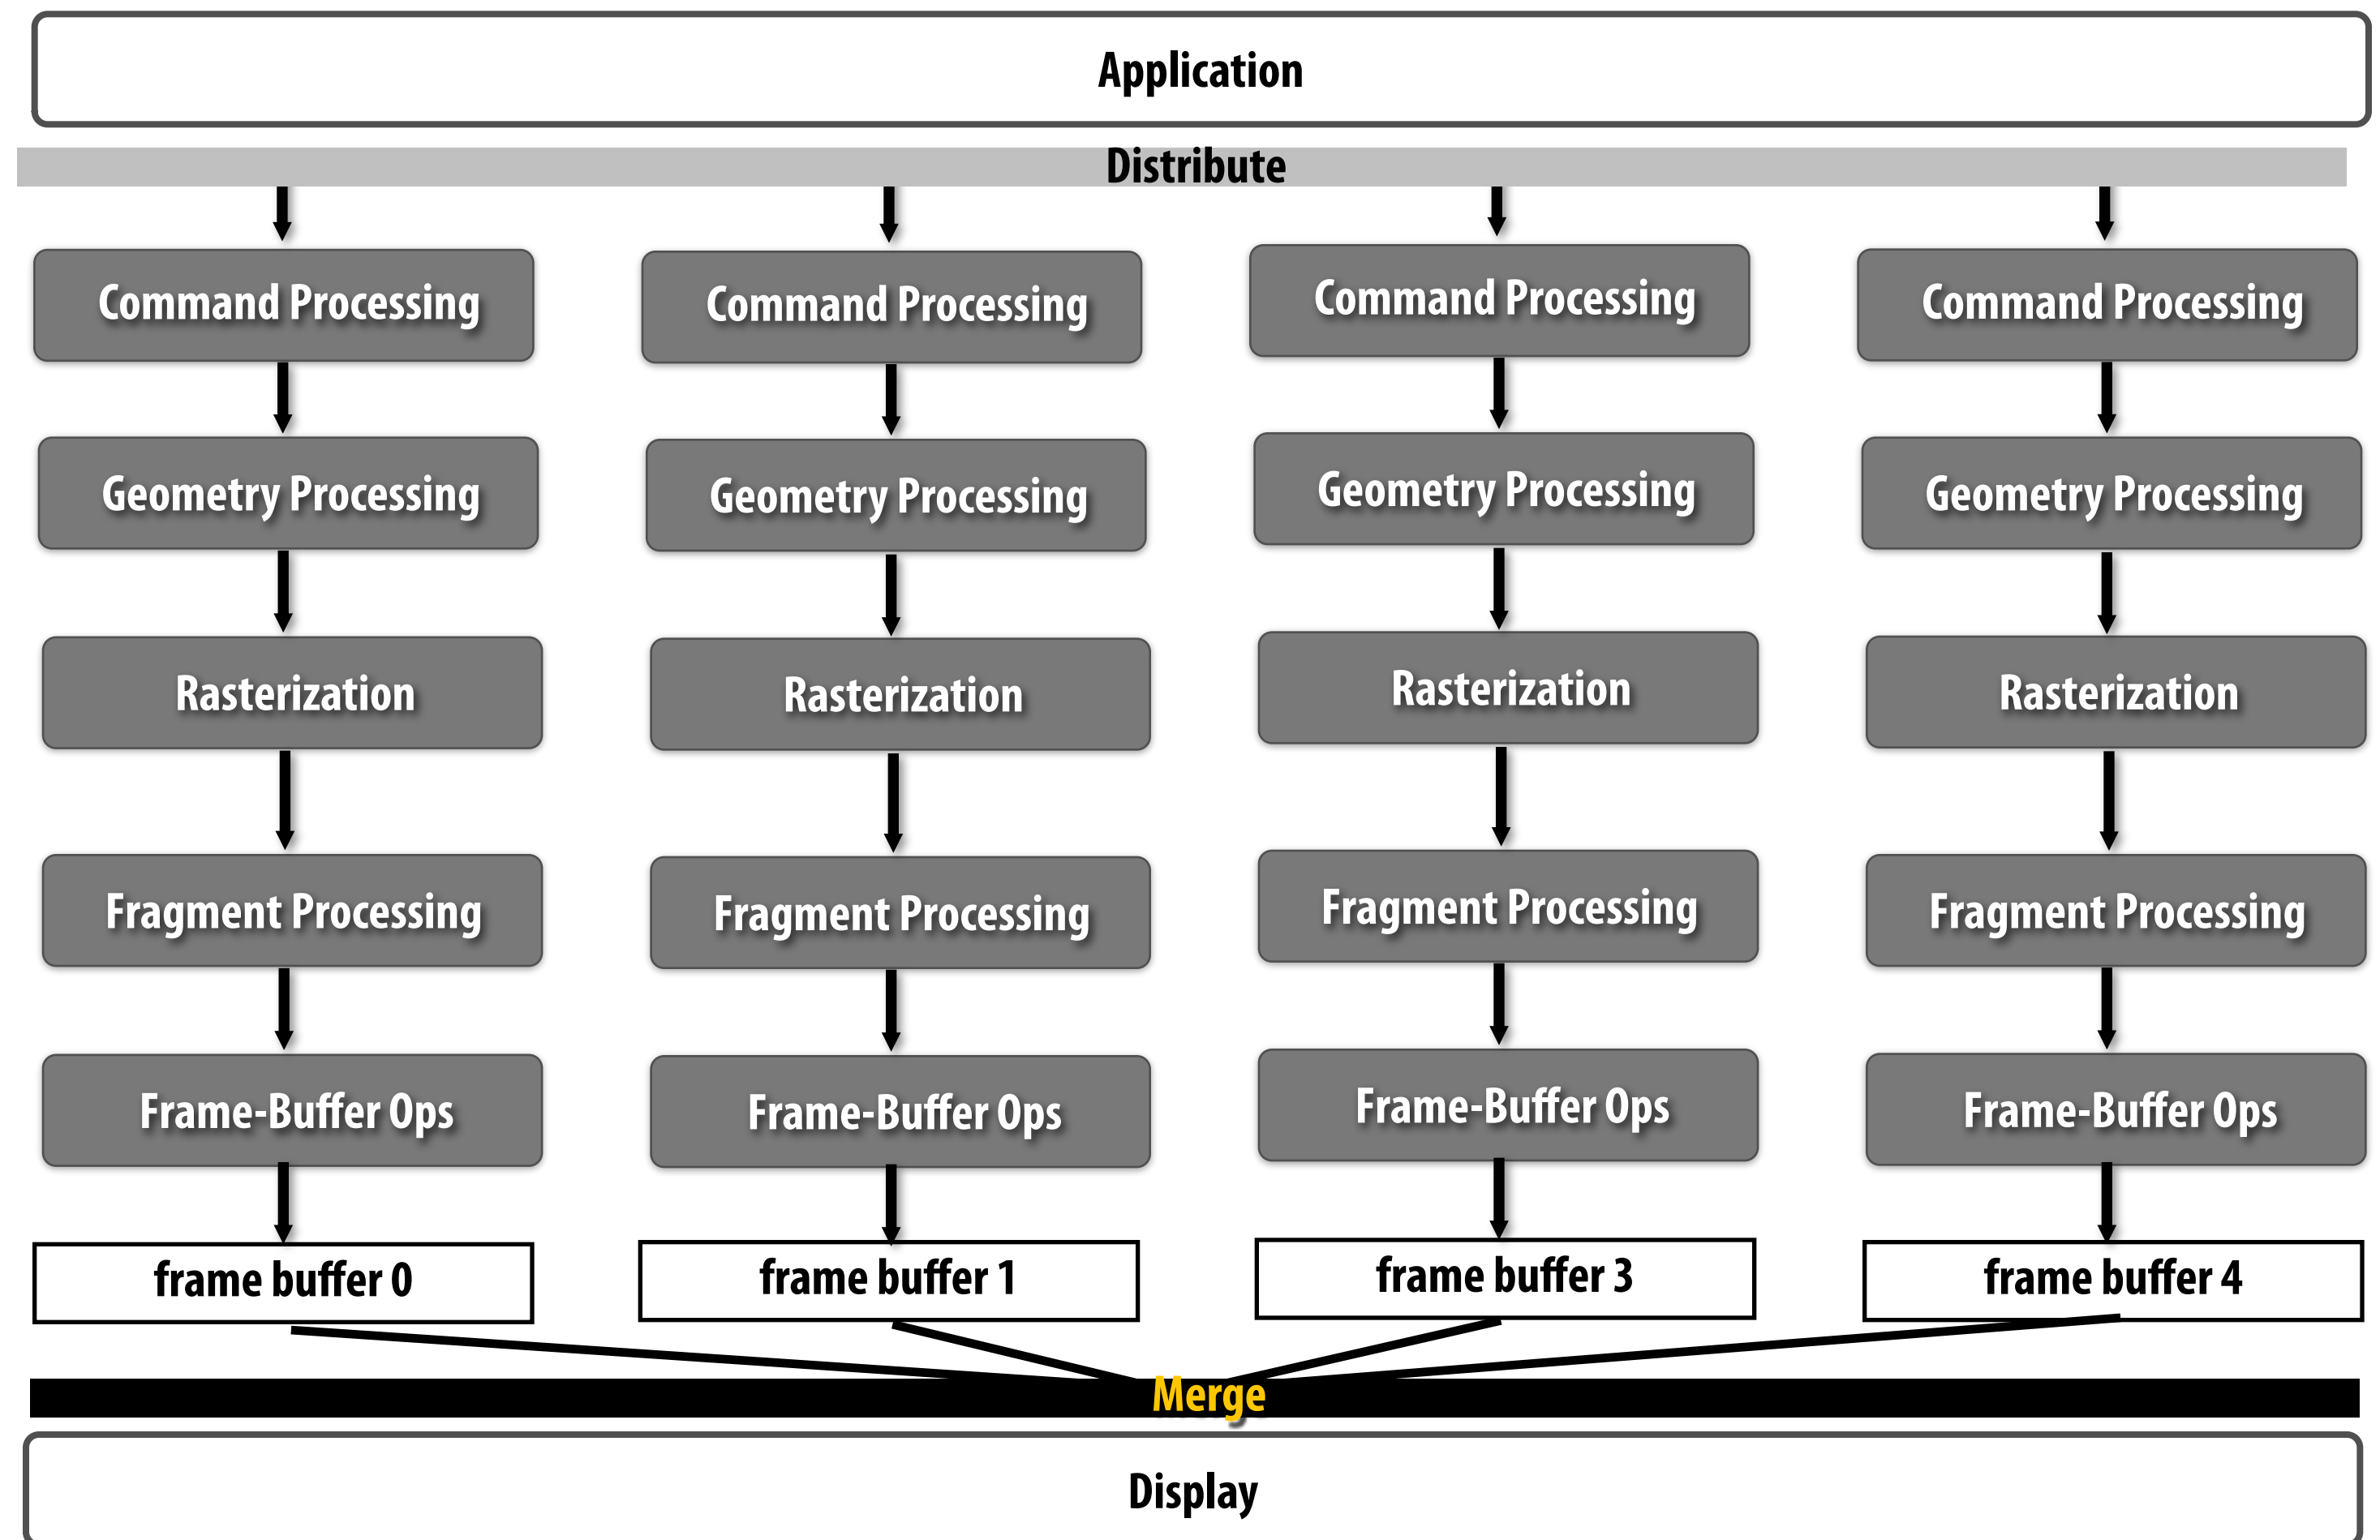 Application
Distribute
Command Processing
Command Processing
Command Processing
Command Processing
Geometry Processing
Geometry Processing
Geometry Processing
Geometry Processing
Rasterization
Rasterization
Rasterization
Rasterization
Fragment Processing
Fragment Processing
Fragment Processing
Fragment Processing
Frame-Buffer Ops
Frame-Buffer Ops
Frame-Buffer Ops
Frame-Buffer Ops
frame buffer 0
frame buffer 1
frame buffer 3
frame buffer 4
Merge
Display